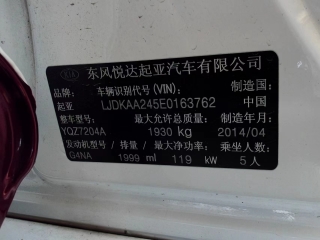 KIA 东风悦达起亚汽车有限公司
品牌: 车辆识别代号(VIN): 制造国:
起亚 LJDKAA245E0163762 中国
整车型号: 最大允许总质量: 制造年月:
YQZ7204A 1930 kg 2014/04
发动机型号/排量/最大净功率: 乘坐人数:
G4NA 1999 ml 119 kW 5人